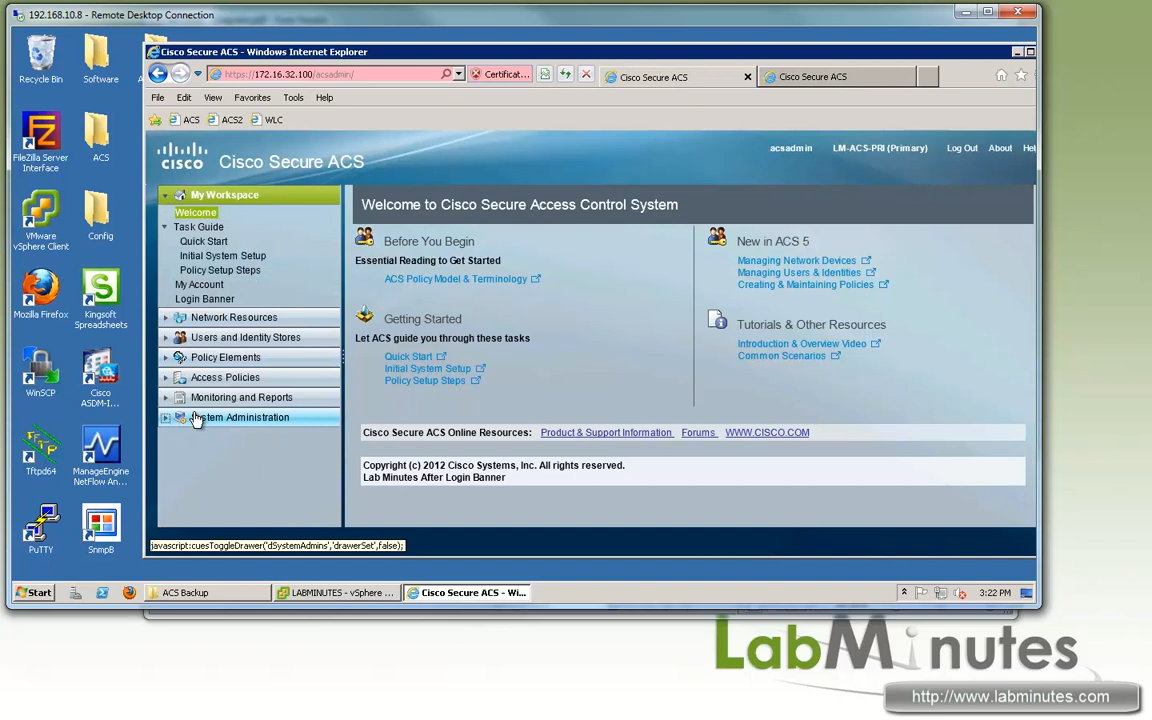 192.168.10.8 - Remote Desktop Connection
Recycle Bin
Software
FileZilla Server
Interface
ACS
VMware
vSphere Client
Config
Mozilla Firefox
Kingsoft
Spreadsheets
WinSCP
Cisco
ASDM-I...
Tftpd64
ManageEngine
NetFlow An...
PuTTY
SnmpB
Cisco Secure ACS - Windows Internet Explorer
https://172.16.32.100/acsadmin/
Certificat...
Cisco Secure ACS
Cisco Secure ACS
File Edit View Favorites Tools Help
ACS ACS2 WLC
CISCO Cisco Secure ACS
acsadmin LM-ACS-PRI (Primary) Log Out About Hel
My Workspace
Welcome
Task Guide
Quick Start
Initial System Setup
Policy Setup Steps
My Account
Login Banner
Network Resources
Users and Identity Stores
Policy Elements
Access Policies
Monitoring and Reports
System Administration
Welcome to Cisco Secure Access Control System
Before You Begin
Essential Reading to Get Started
ACS Policy Model & Terminology
Getting Started
Let ACS guide you through these tasks
Quick Start
Initial System Setup
Policy Setup Steps
New in ACS 5
Managing Network Devices
Managing Users & Identities
Creating & Maintaining Policies
Tutorials & Other Resources
Introduction & Overview Video
Common Scenarios
Cisco Secure ACS Online Resources: Product & Support Information Forums WWW.CISCO.COM
Copyright (c) 2012 Cisco Systems, Inc. All rights reserved.
Lab Minutes After Login Banner
javascript:cuesToggleDrawer('dSystemAdmins','drawerSet',false);
Start
ACS Backup
LABMINUTES - vSphere ...
Cisco Secure ACS - Wi...
3:22 PM
LabMinutes
http://www.labminutes.com